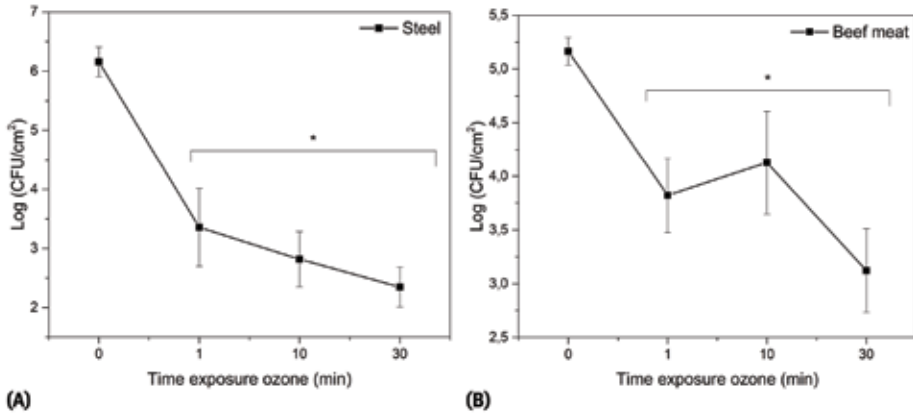 Steel
7
6
5
4
3
2
Log (CFU/cm²)
*
0 1 10 30
Time exposure ozone (min)
(A)
Beef meat
5,5
5,0
4,5
4,0
3,5
3,0
2,5
Log (CFU/cm²)
*
0 1 10 30
Time exposure ozone (min)
(B)